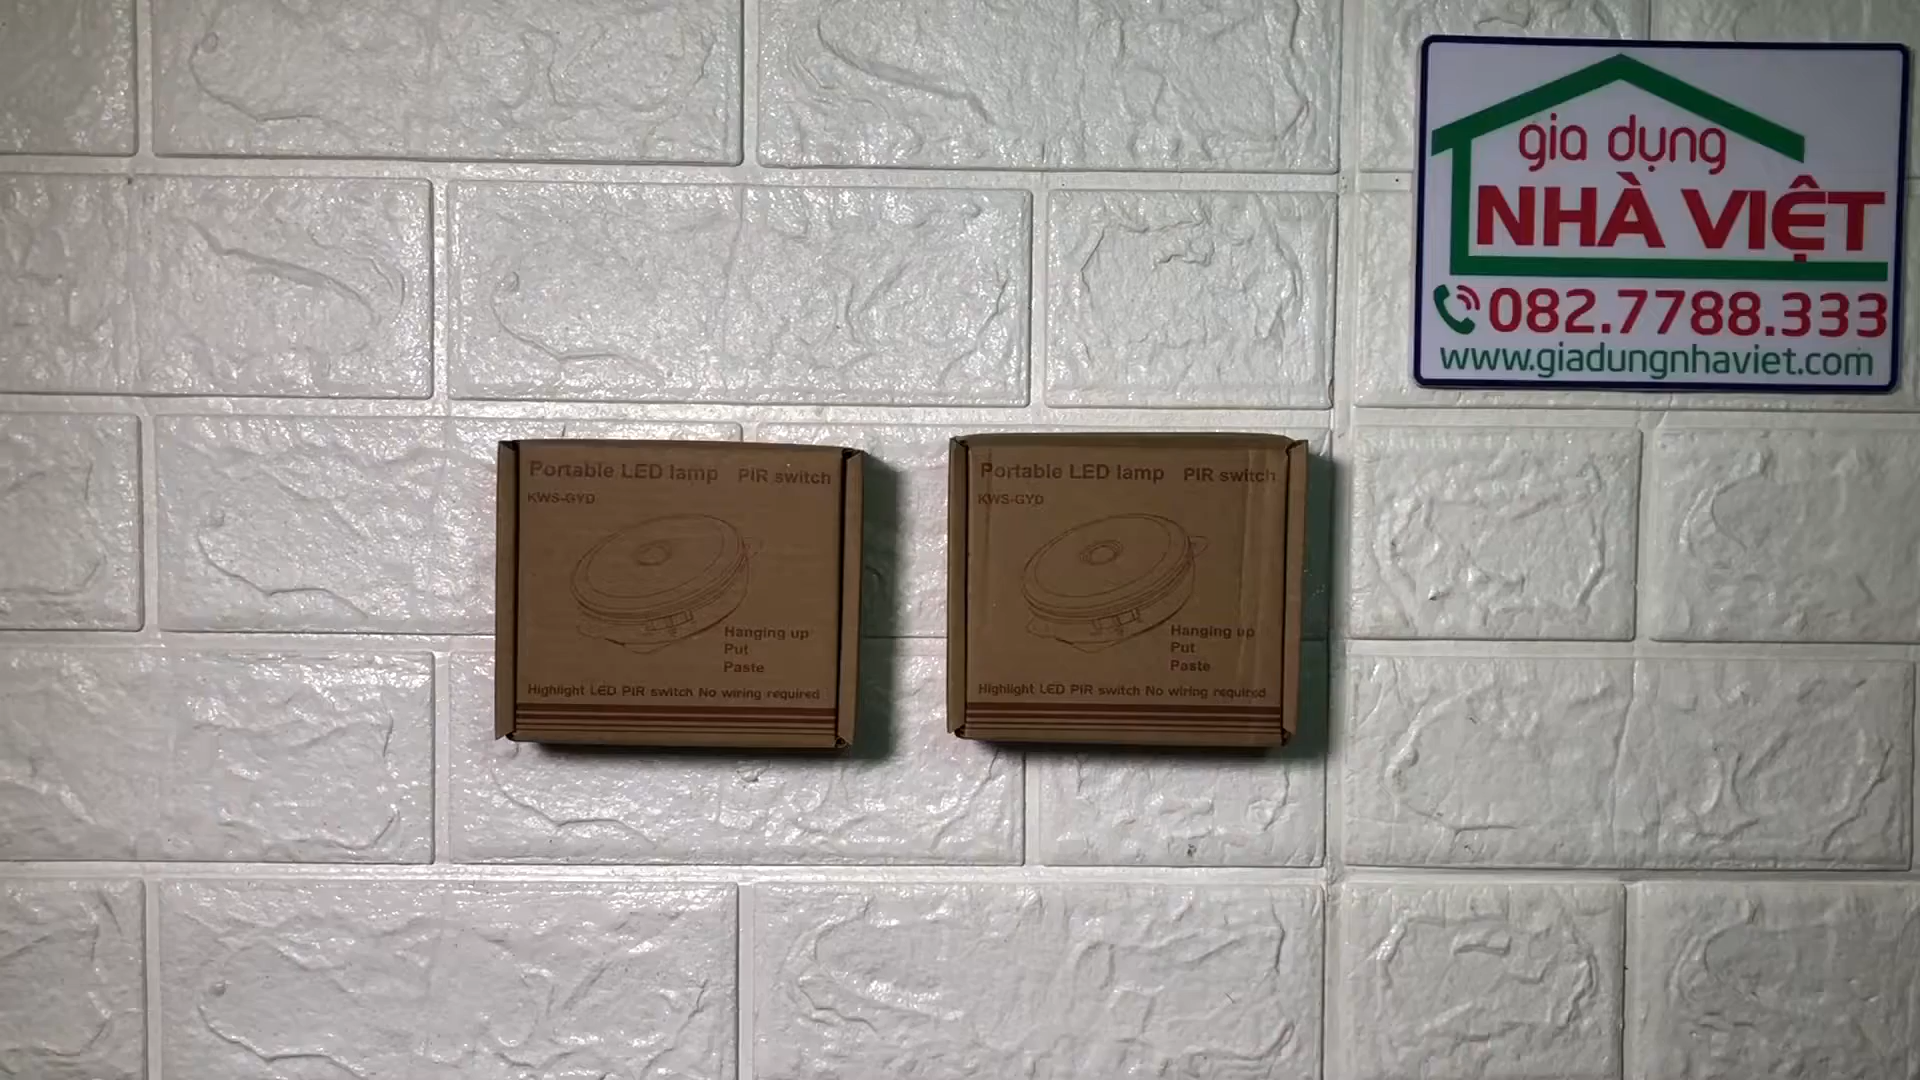 gia dụng
NHÀ VIỆT
082.7788.333
www.giadungnhaviet.com
Portable LED lamp PIR switch
KWS-GYD
Hanging up
Put
Paste
Highlight LED PIR switch No wiring required
Portable LED lamp PIR switch
KWS-GYD
Hanging up
Put
Paste
Highlight LED PIR switch No wiring required